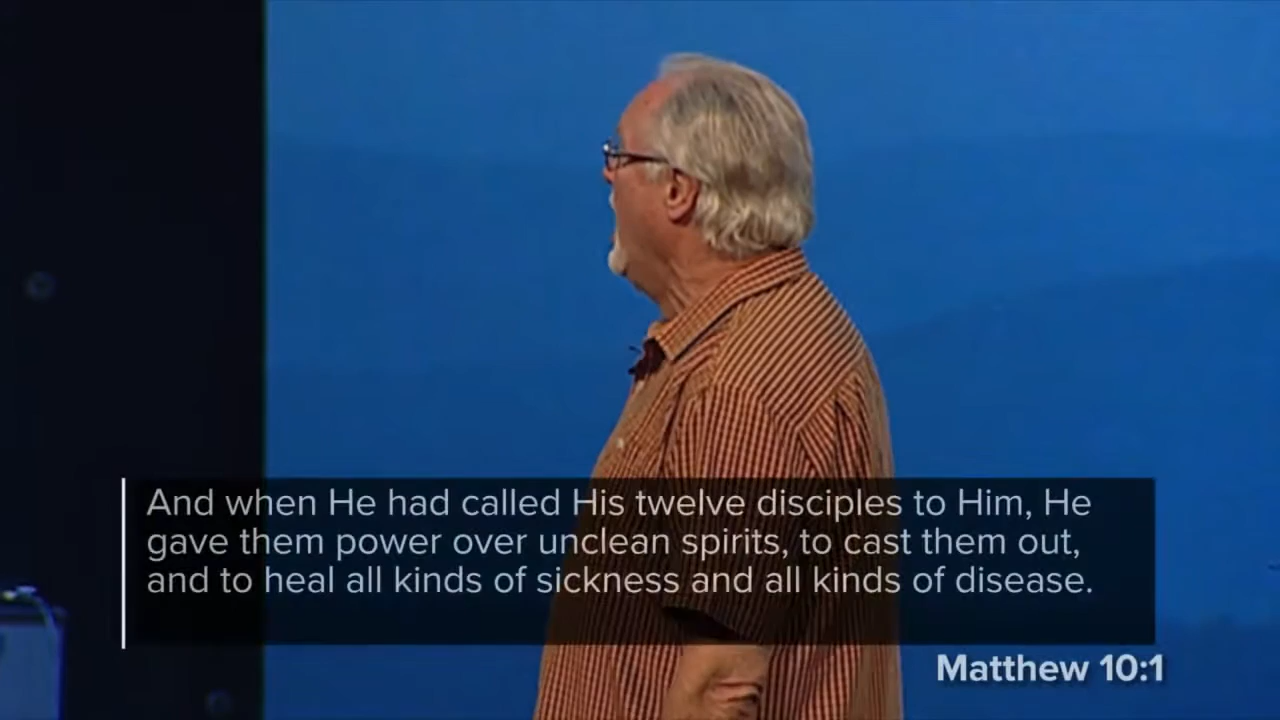 And when He had called His twelve disciples to Him, He
gave them power over unclean spirits, to cast them out,
and to heal all kinds of sickness and all kinds of disease.
Matthew 10:1